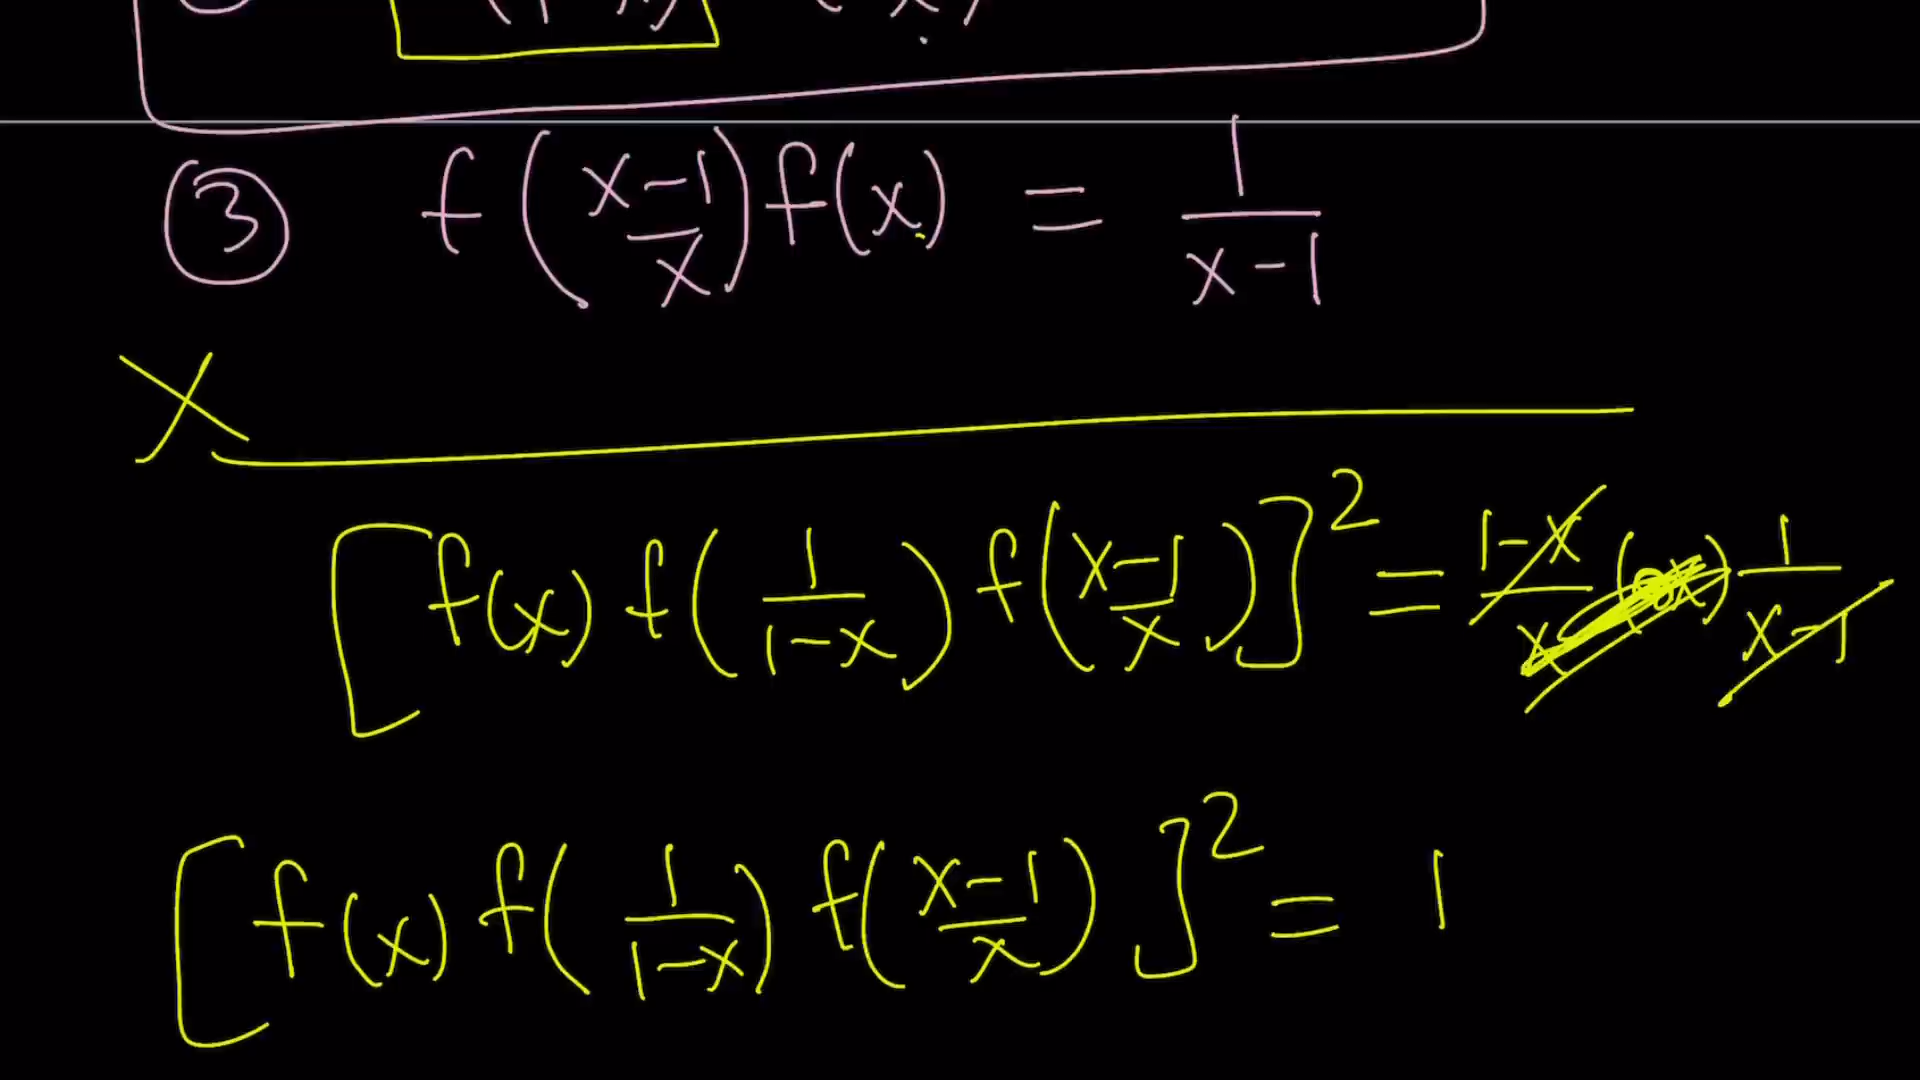 ③ f((x-1)/x) f(x) = 1/(x-1)
X
[f(x) f(1/(1-x)) f((x-1)/x)]² = (1-x)/x (-x) 1/(x-1)
[f(x) f(1/(1-x)) f((x-1)/x)]² = 1